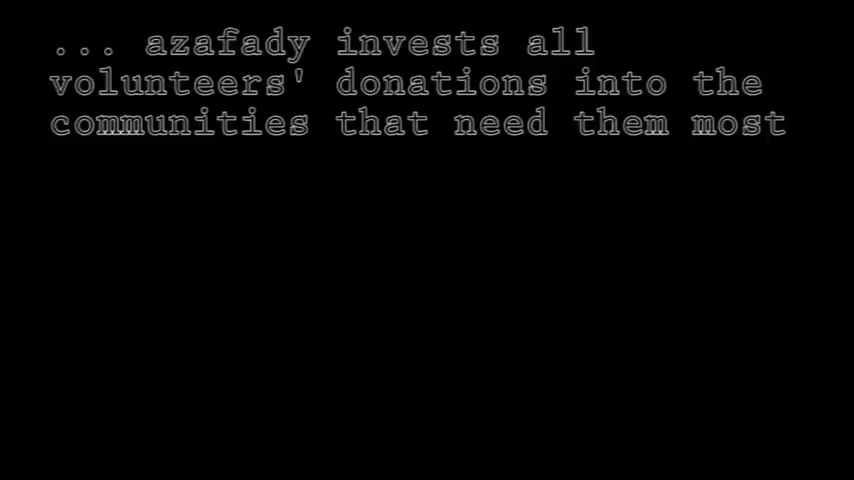 ... azafady invests all
volunteers' donations into the
communities that need them most